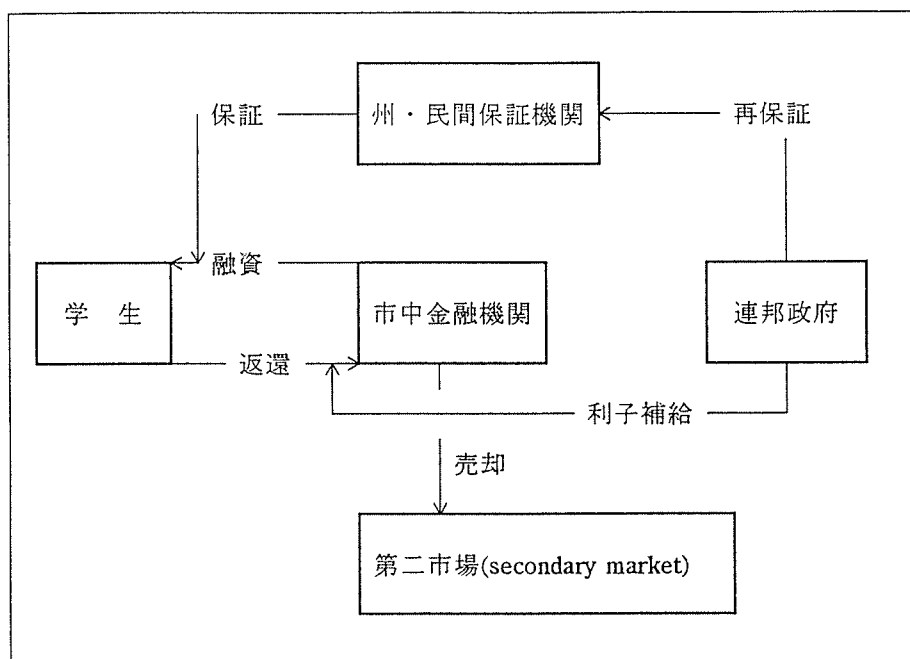 保証
州・民間保証機関
再保証
融資
学 生
市中金融機関
連邦政府
返還
利子補給
売却
第二市場(secondary market)